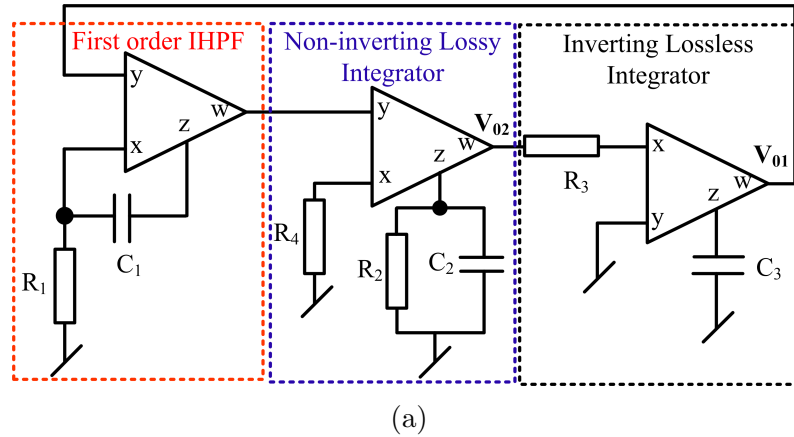 First order IHPF
Non-inverting Lossy
Integrator
Inverting Lossless
Integrator
y
x
z
w
C1
R1
y
x
z
w
V02
R4
R2
C2
R3
x
y
z
w
V01
C3
(a)